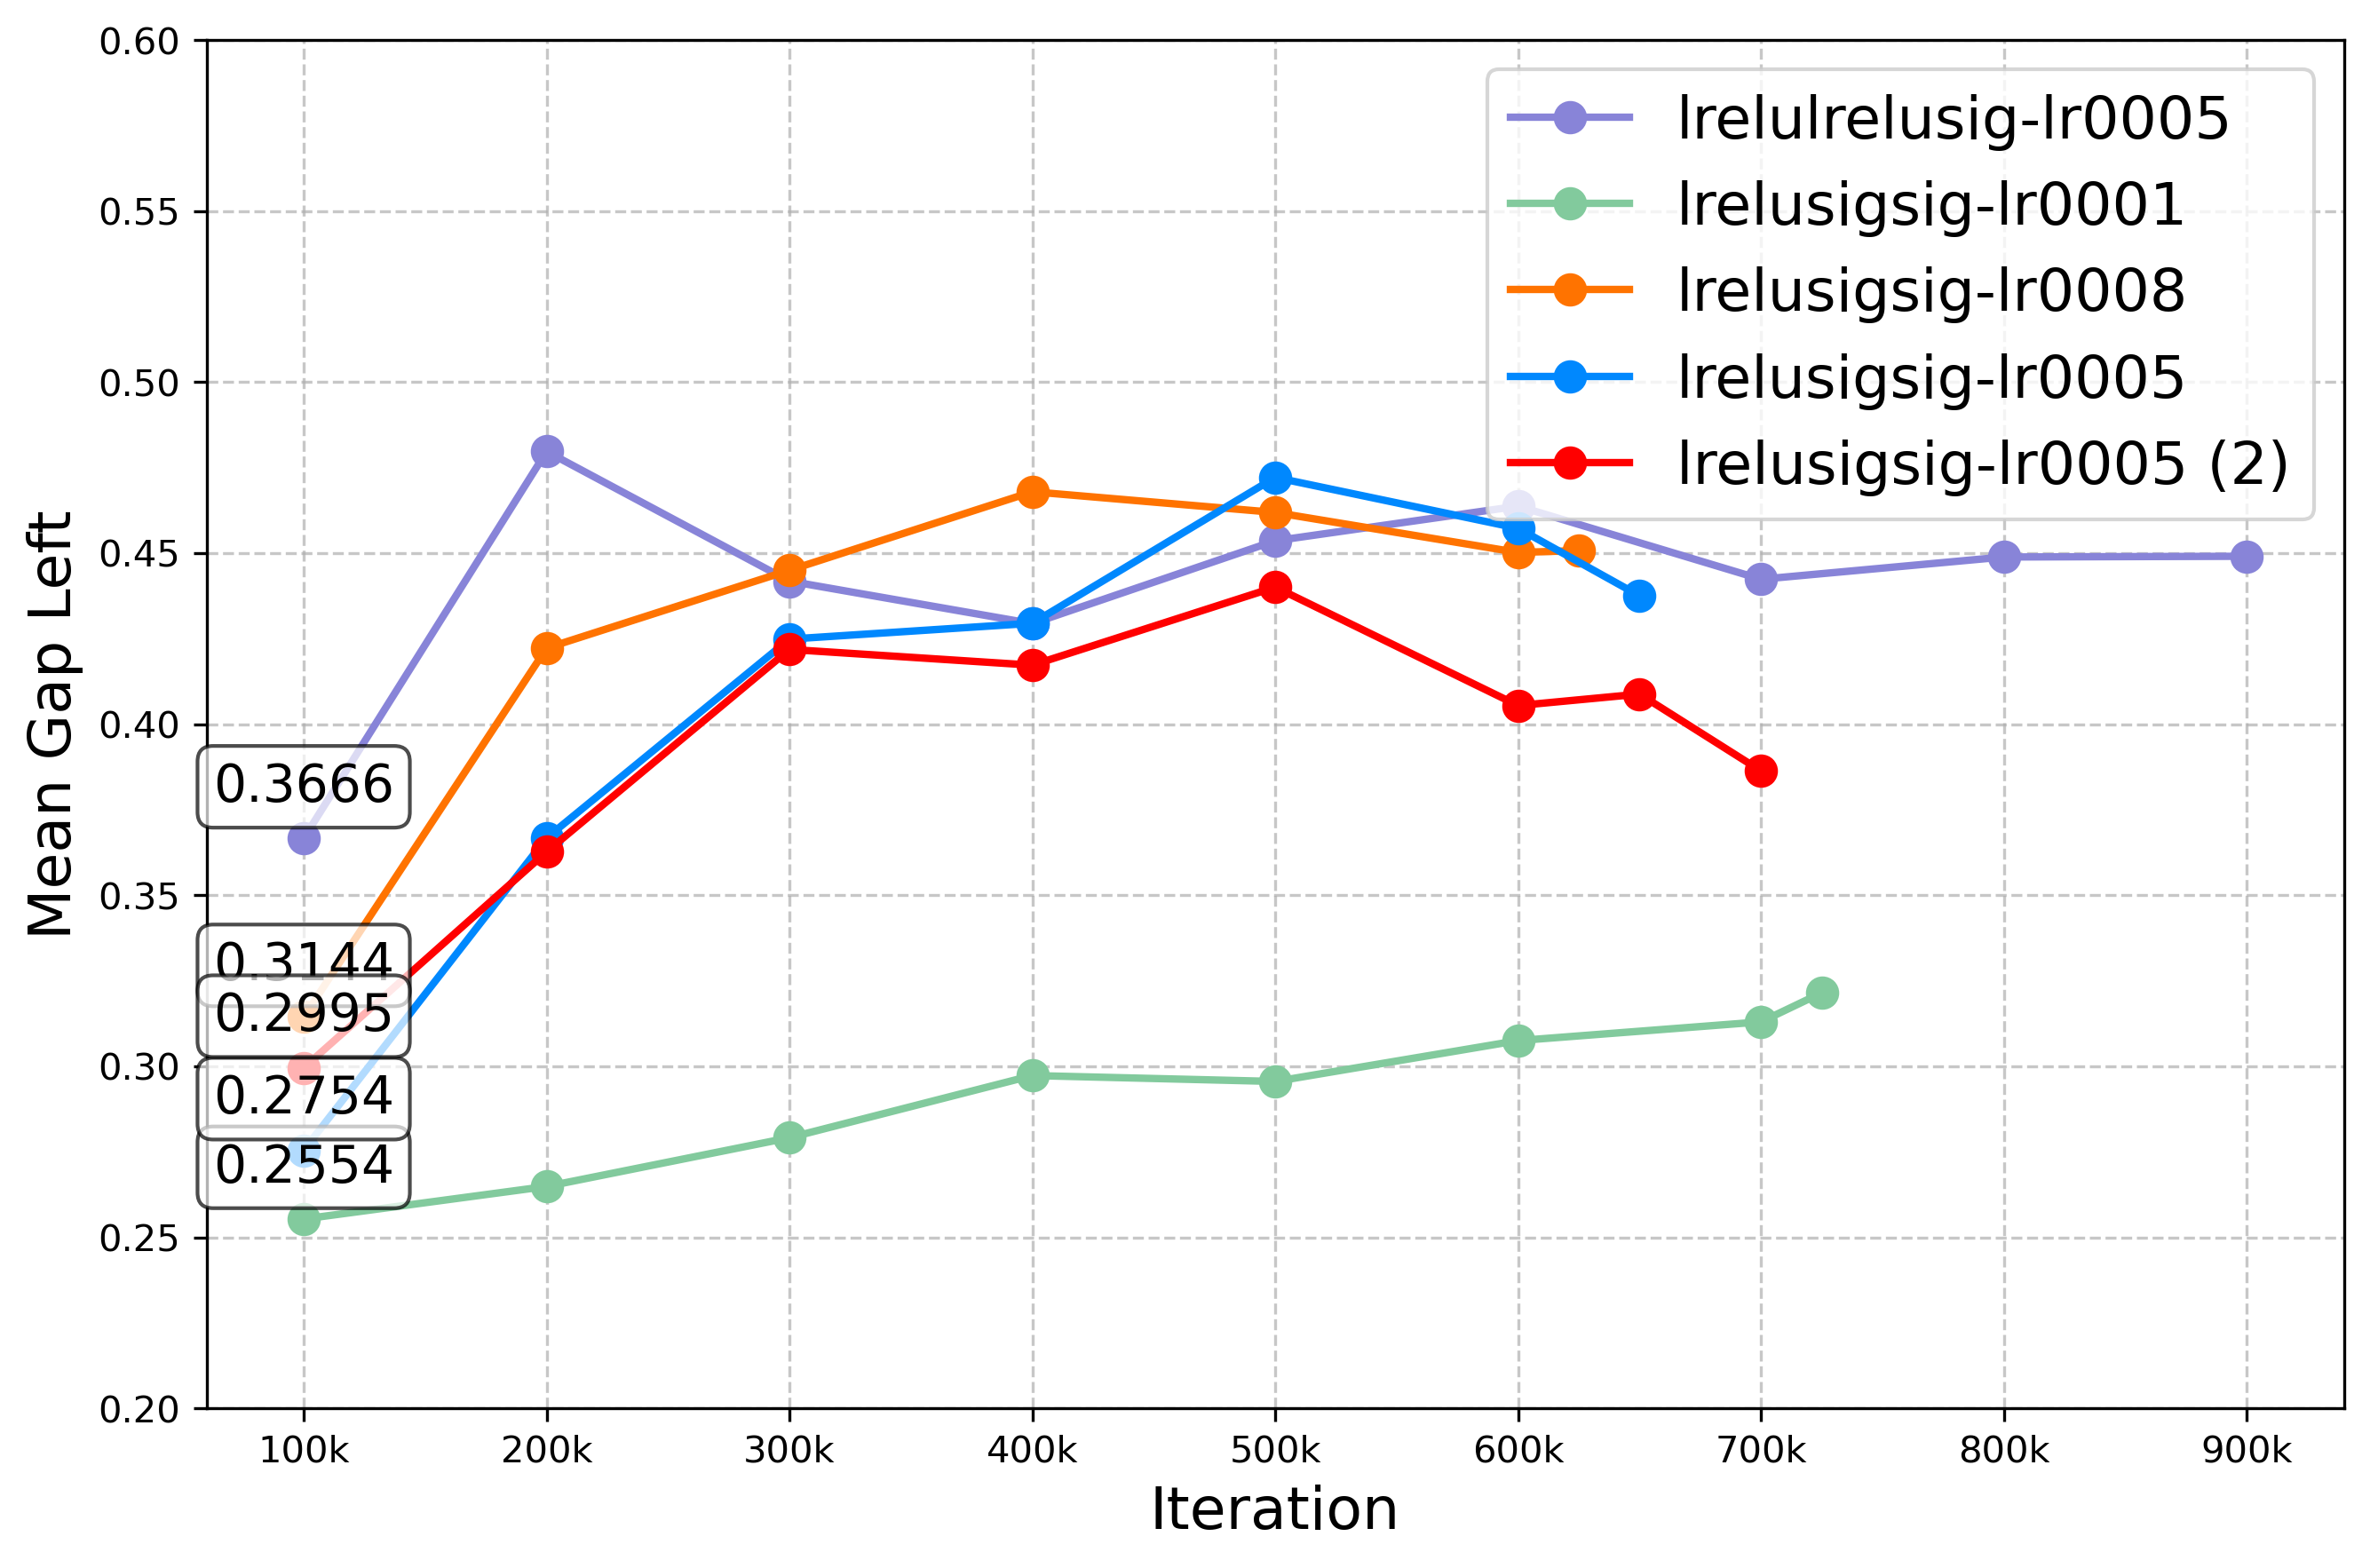 0.60
0.55
0.50
0.45
0.40
0.35
0.30
0.25
0.20
Mean Gap Left
lrelulrelusig-lr0005
lrelusigsig-lr0001
lrelusigsig-lr0008
lrelusigsig-lr0005
lrelusigsig-lr0005 (2)
0.3666
0.3144
0.2995
0.2754
0.2554
100k 200k 300k 400k 500k 600k 700k 800k 900k
Iteration